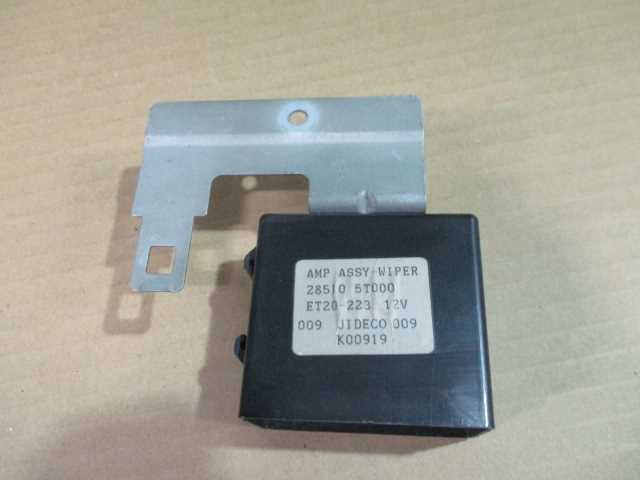 AMP ASSY-WIPER
28510 5T000
ET20-223 12V
009 JIDECO 009
K00919